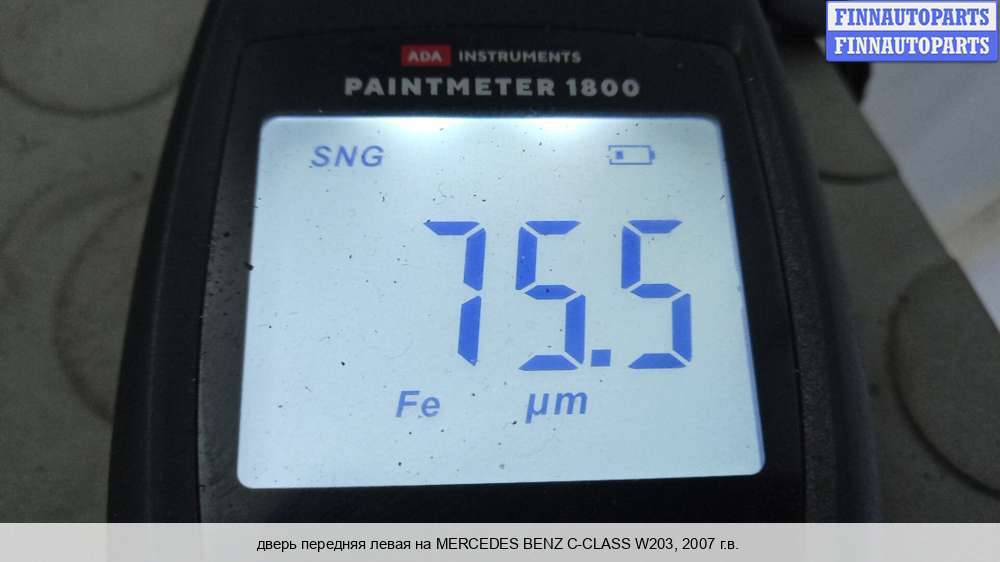 FINNAUTOPARTS
FINNAUTOPARTS
ADA INSTRUMENTS
PAINTMETER 1800
SNG
75.5
Fe μm
дверь передняя левая на MERCEDES BENZ C-CLASS W203, 2007 г.в.